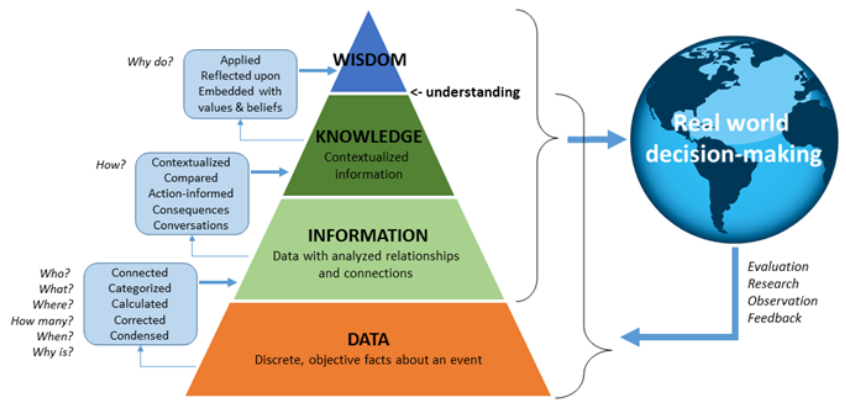 Why do?
Applied
Reflected upon
Embedded with
values & beliefs
WISDOM
<- understanding
KNOWLEDGE
Contextualized
information
How?
Contextualized
Compared
Action-informed
Consequences
Conversations
INFORMATION
Data with analyzed relationships
and connections
Who?
What?
Where?
How many?
When?
Why is?
Connected
Categorized
Calculated
Corrected
Condensed
DATA
Discrete, objective facts about an event
Real world
decision-making
Evaluation
Research
Observation
Feedback